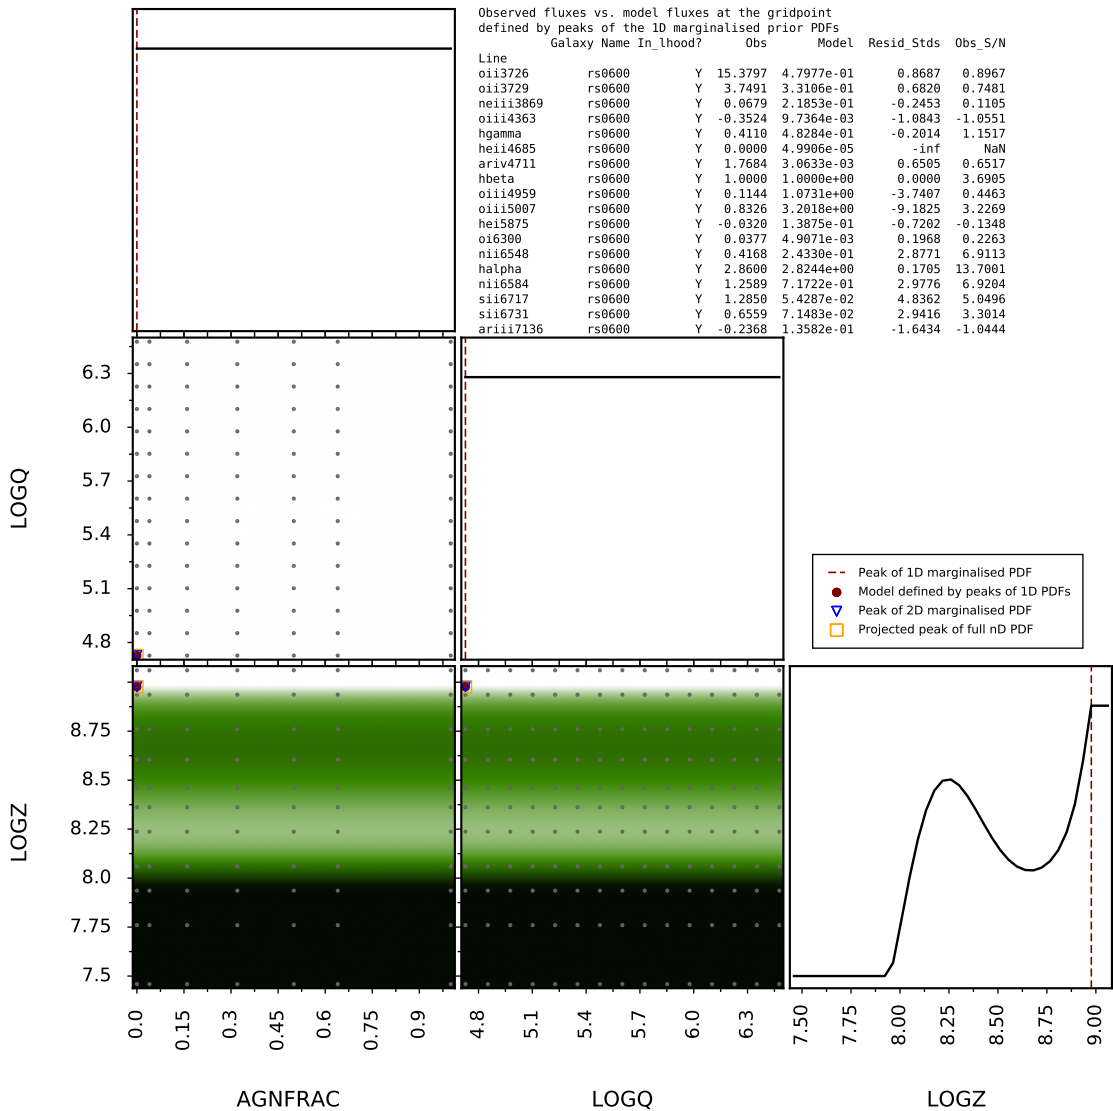 Observed fluxes vs. model fluxes at the gridpoint
defined by peaks of the 1D marginalised prior PDFs
Galaxy Name In_lhood? Obs Model Resid_Stds Obs_S/N
Line
oii3726 rs0600 Y 15.3797 4.7977e-01 0.8687 0.8967
oii3729 rs0600 Y 3.7491 3.3106e-01 0.6820 0.7481
neiii3869 rs0600 Y 0.0679 2.1853e-01 -0.2453 0.1105
oiii4363 rs0600 Y -0.3524 9.7364e-03 -1.0843 -1.0551
hgamma rs0600 Y 0.4110 4.8284e-01 -0.2014 1.1517
heii4685 rs0600 Y 0.0000 4.9906e-05 -inf NaN
ariv4711 rs0600 Y 1.7684 3.0633e-03 0.6505 0.6517
hbeta rs0600 Y 1.0000 1.0000e+00 0.0000 3.6905
oiii4959 rs0600 Y 0.1144 1.0731e+00 -3.7407 0.4463
oiii5007 rs0600 Y 0.8326 3.2018e+00 -9.1825 3.2269
hei5875 rs0600 Y -0.0320 1.3875e-01 -0.7202 -0.1348
oi6300 rs0600 Y 0.0377 4.9071e-03 0.1968 0.2263
nii6548 rs0600 Y 0.4168 2.4330e-01 2.8771 6.9113
halpha rs0600 Y 2.8600 2.8244e+00 0.1705 13.7001
nii6584 rs0600 Y 1.2589 7.1722e-01 2.9776 6.9204
sii6717 rs0600 Y 1.2850 5.4287e-02 4.8362 5.0496
sii6731 rs0600 Y 0.6559 7.1483e-02 2.9416 3.3014
ariii7136 rs0600 Y -0.2368 1.3582e-01 -1.6434 -1.0444
6.3
6.0
5.7
5.4
5.1
4.8
LOGQ
Peak of 1D marginalised PDF
Model defined by peaks of 1D PDFs
Peak of 2D marginalised PDF
Projected peak of full nD PDF
8.75
8.5
8.25
8.0
7.75
7.5
LOGZ
0.0 0.15 0.3 0.45 0.6 0.75 0.9
4.8 5.1 5.4 5.7 6.0 6.3
7.50 7.75 8.00 8.25 8.50 8.75 9.00
AGNFRAC LOGQ LOGZ